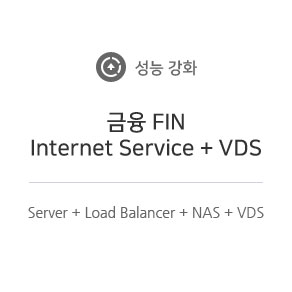 성능 강화
금융 FIN
Internet Service + VDS
Server + Load Balancer + NAS + VDS